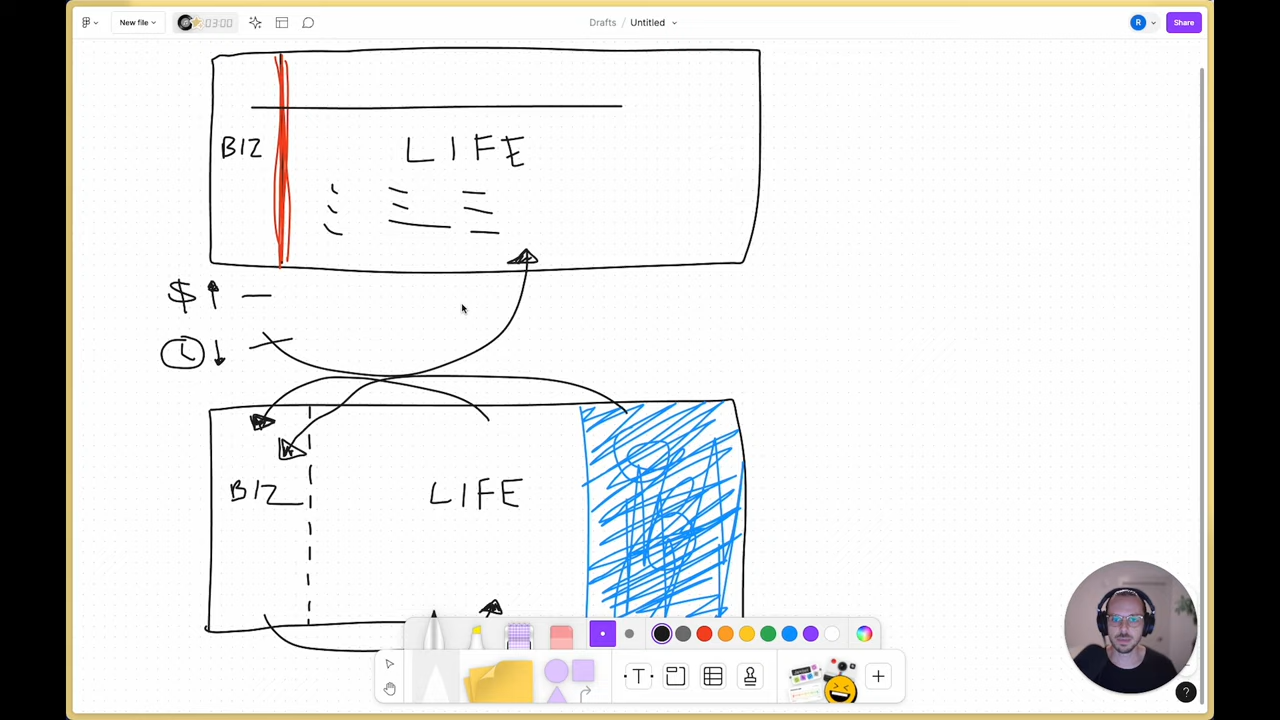 New file
03:00
Drafts / Untitled
R
Share
BIZ LIFE
$
BIZ LIFE
T
?